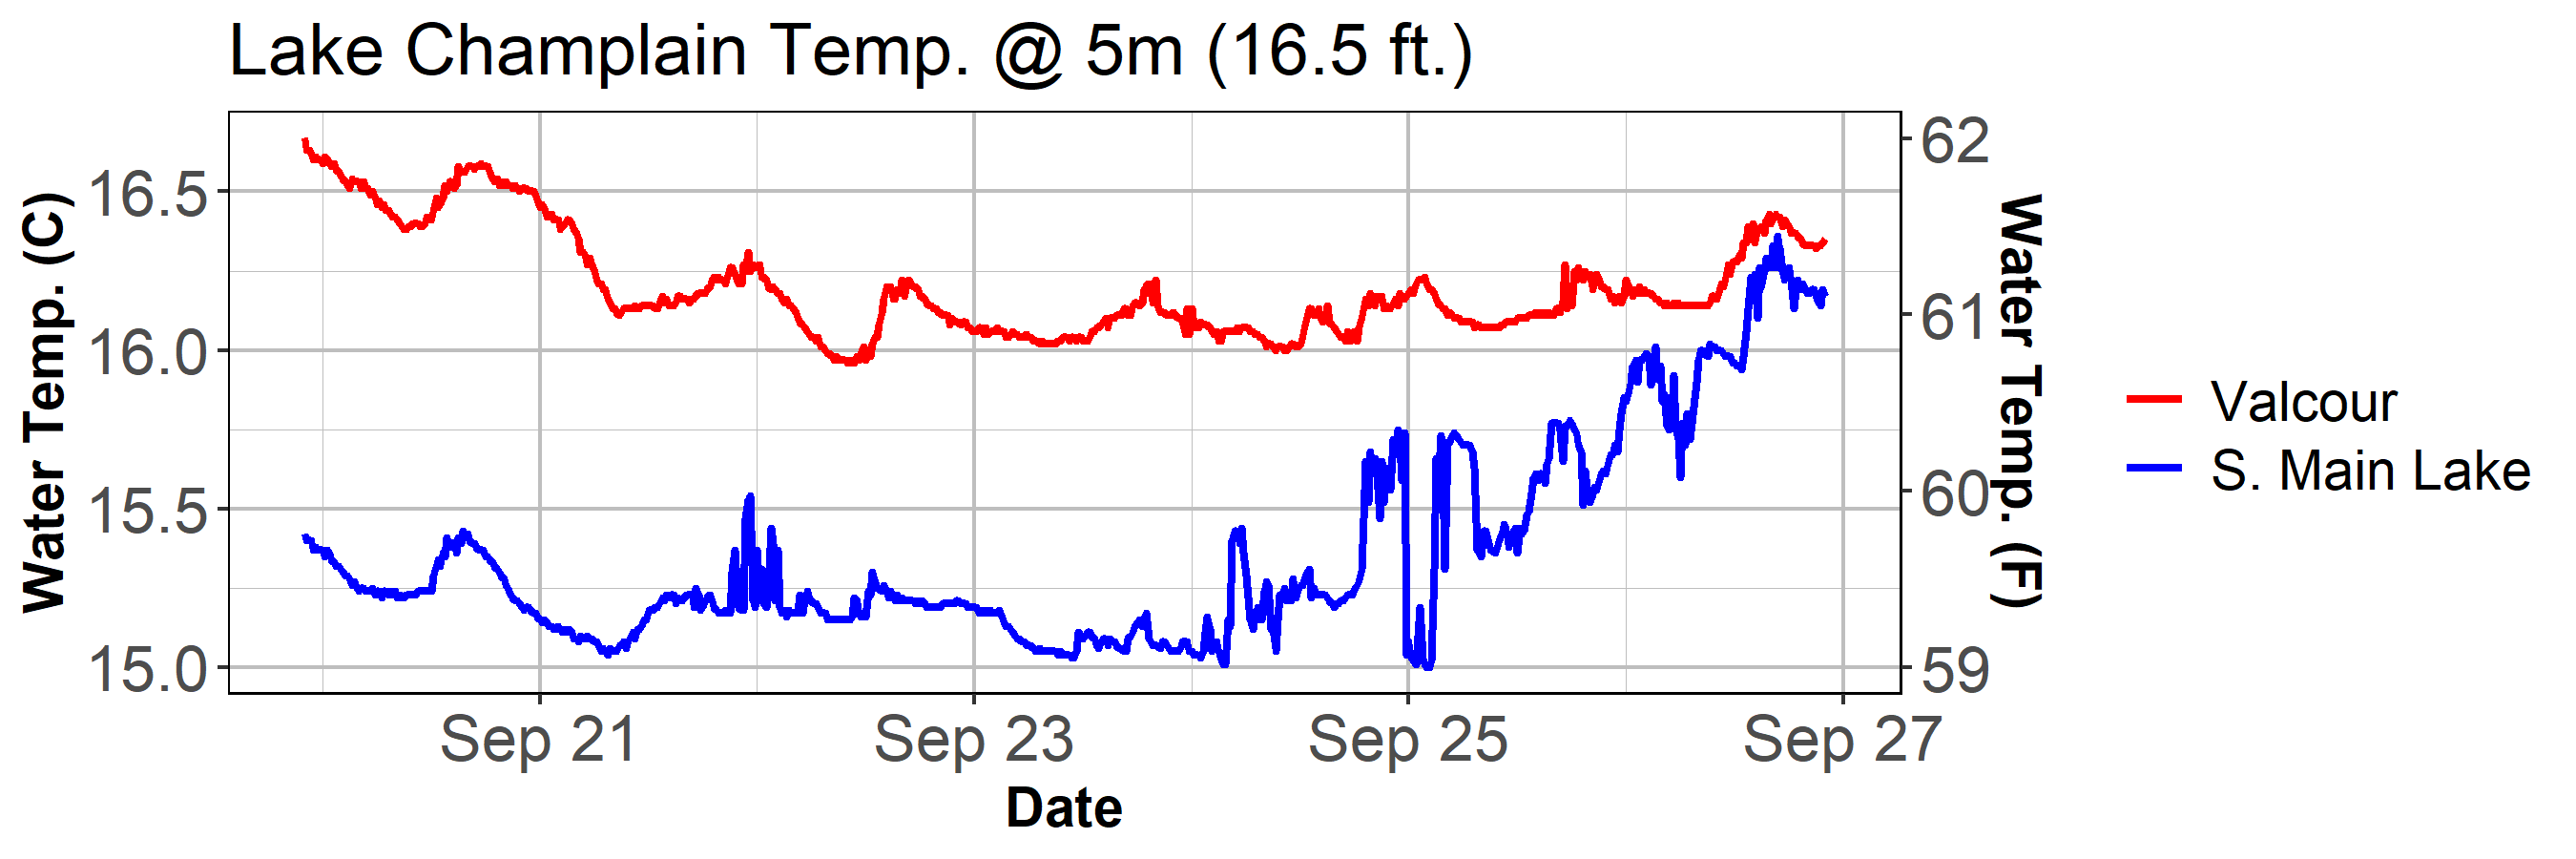 Lake Champlain Temp. @ 5m (16.5 ft.)
Water Temp. (C)
16.5
16.0
15.5
15.0
62
61
60
59
Water Temp. (F)
Sep 21
Sep 23
Sep 25
Sep 27
Date
Valcour
S. Main Lake